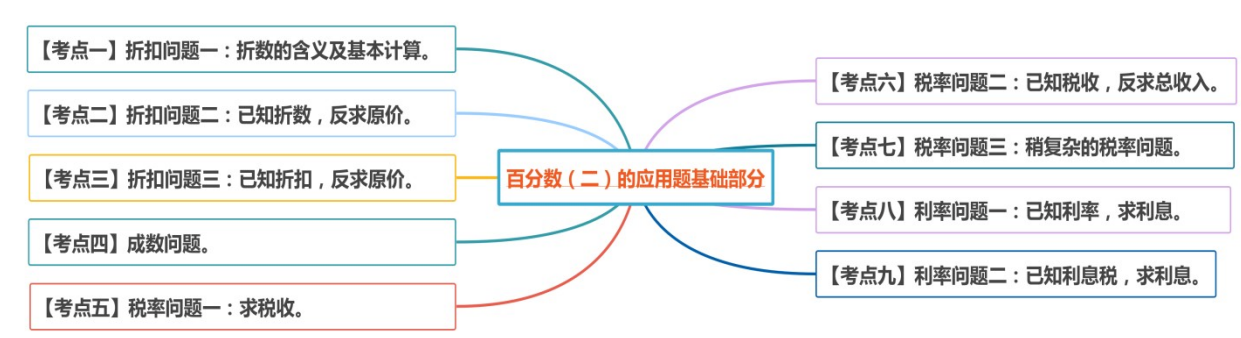 【考点一】折扣问题一：折数的含义及基本计算。
【考点二】折扣问题二：已知折数，反求原价。
【考点三】折扣问题三：已知折扣，反求原价。
【考点四】成数问题。
【考点五】税率问题一：求税收。
百分数（二）的应用题基础部分
【考点六】税率问题二：已知税收，反求总收入。
【考点七】税率问题三：稍复杂的税率问题。
【考点八】利率问题一：已知利率，求利息。
【考点九】利率问题二：已知利息税，求利息。